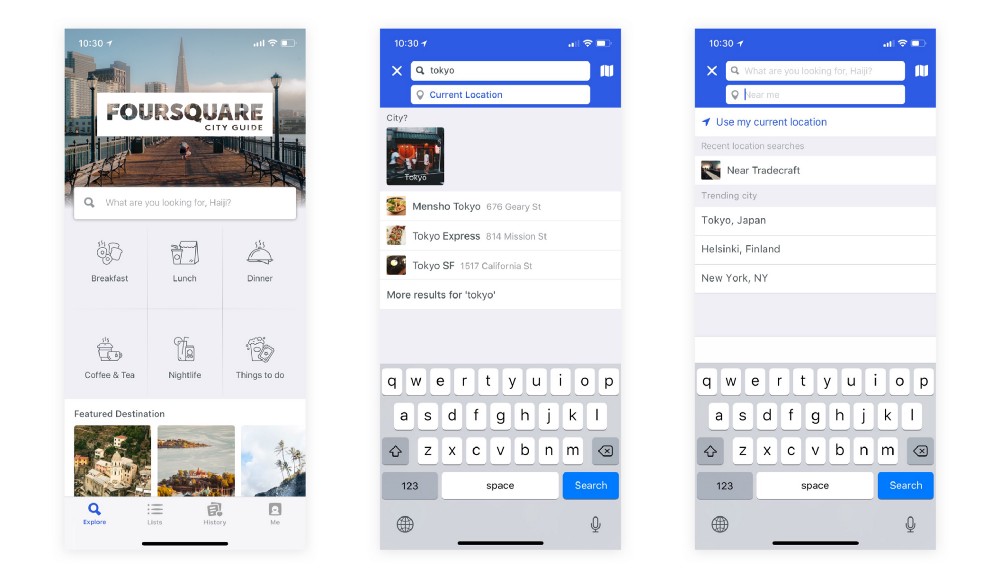 10:30
FOURSQUARE
CITY GUIDE
What are you looking for, Haiji?
Breakfast
Lunch
Dinner
Coffee & Tea
Nightlife
Things to do
Featured Destination
Explore
Lists
History
Me
10:30
tokyo
Current Location
City?
Tokyo
Mensho Tokyo 676 Geary St
Tokyo Express 814 Mission St
Tokyo SF 1517 California St
More results for 'tokyo'
q w e r t y u i o p
a s d f g h j k l
z x c v b n m
123 space Search
10:30
What are you looking for, Haiji?
Near me
Use my current location
Recent location searches
Near Tradecraft
Trending city
Tokyo, Japan
Helsinki, Finland
New York, NY
q w e r t y u i o p
a s d f g h j k l
z x c v b n m
123 space Search